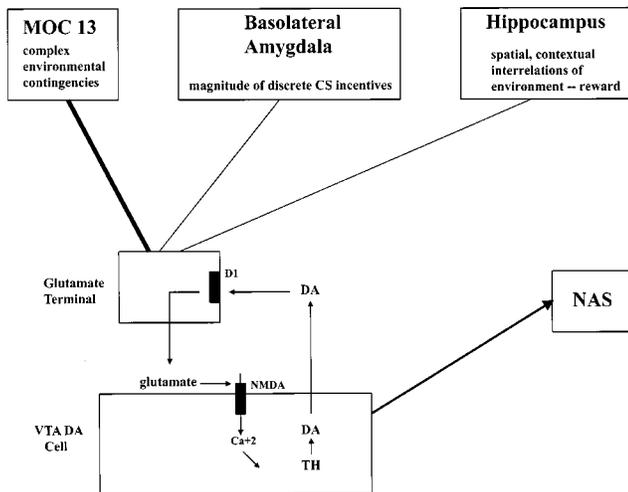 MOC 13
complex
environmental
contingencies
Basolateral
Amygdala
magnitude of discrete CS incentives
Hippocampus
spatial, contextual
interrelations of
environment -- reward
Glutamate
Terminal
D1
DA
NAS
glutamate
NMDA
VTA DA
Cell
Ca+2
DA
TH